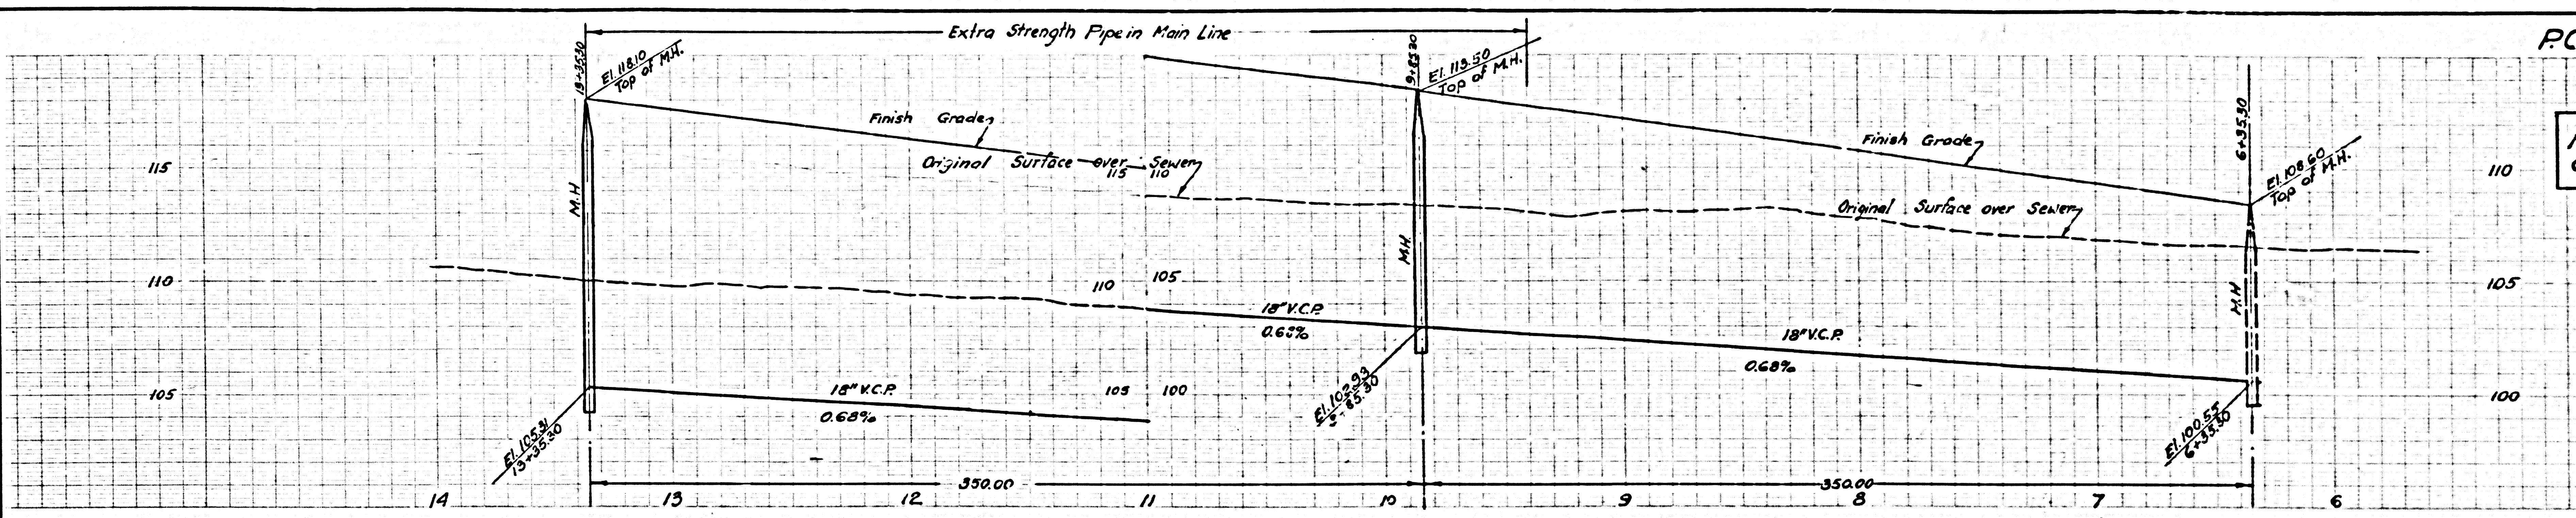 Extra Strength Pipe in Main Line
P.C
13+35.30
El. 118.10
Top of M.H.
9+85.30
El. 113.50
Top of M.H.
6+35.30
El. 108.60
Top of M.H.
Finish Grade
Finish Grade
Original Surface over Sewer
115 110
Original Surface over Sewer
115
110
M.H
M.H.
M.H
110
110 105
105
18" V.C.P.
0.68%
18" V.C.P.
0.68%
18" V.C.P.
0.68%
105
105 100
100
El. 105.31
13+35.30
El. 102.93
9+85.30
El. 100.55
6+35.30
350.00
350.00
14 13 12 11 10 9 8 7 6